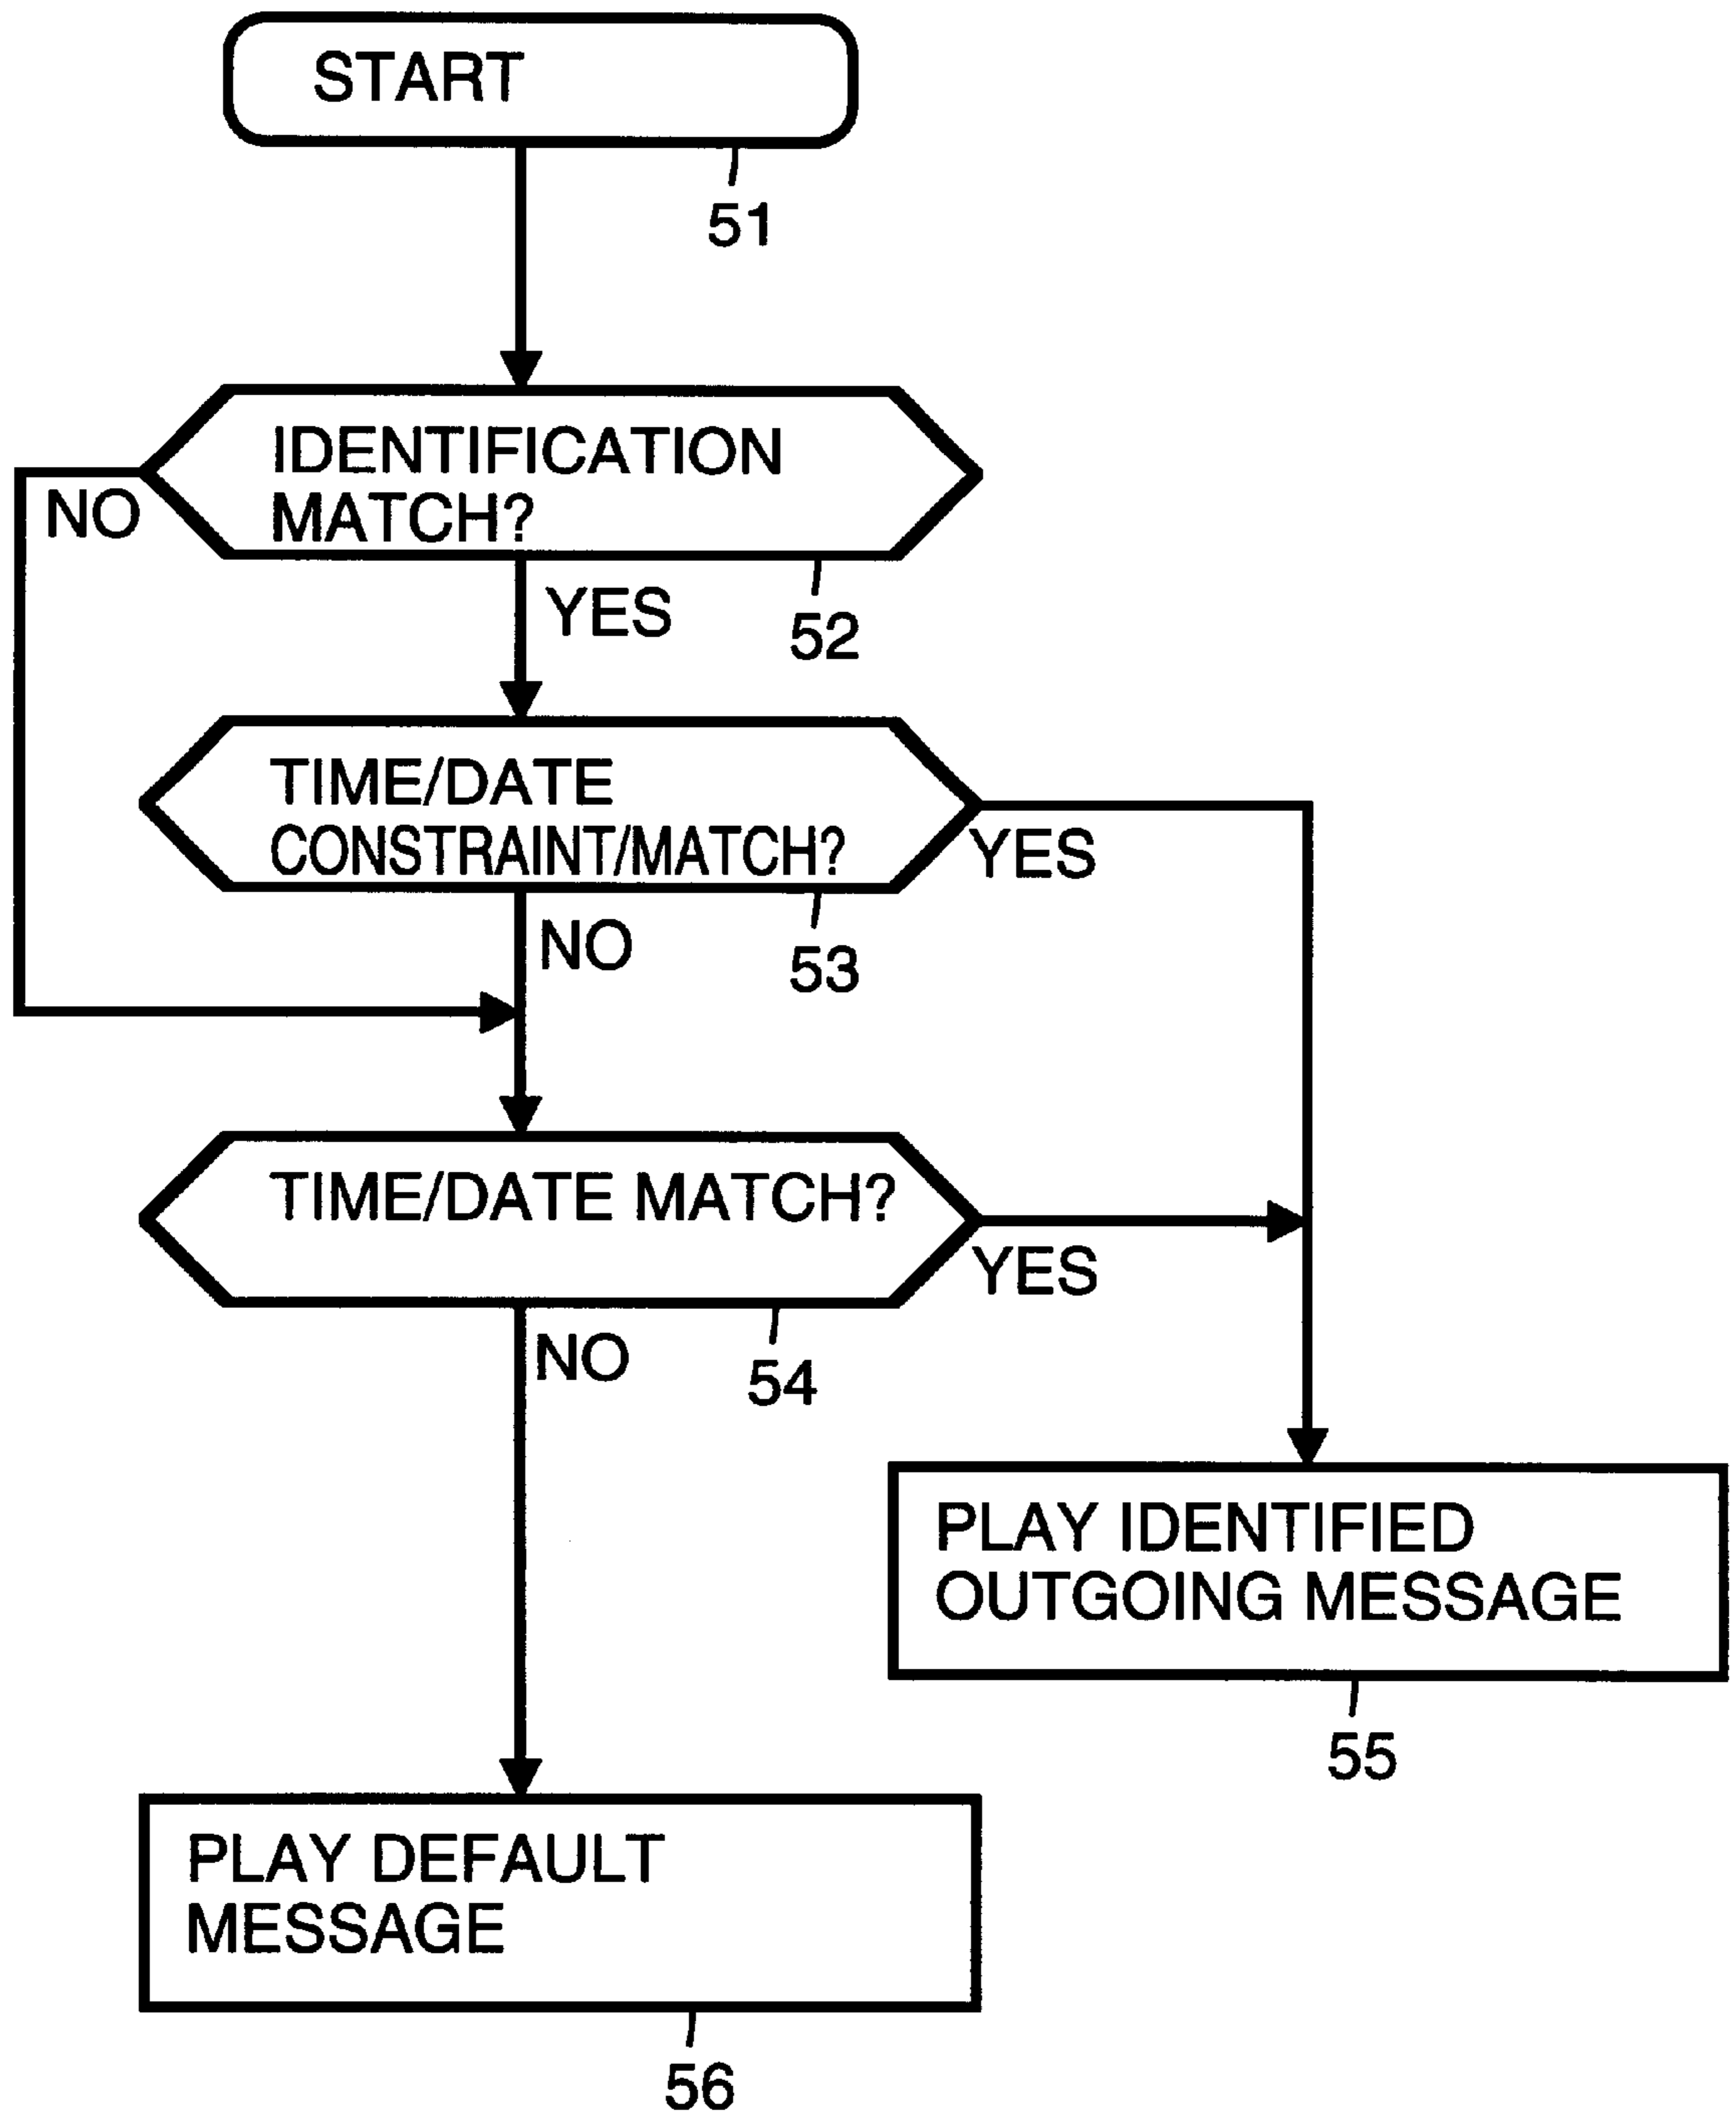 START
51
IDENTIFICATION
MATCH?
NO
YES
52
TIME/DATE
CONSTRAINT/MATCH?
YES
NO
53
TIME/DATE MATCH?
YES
NO
54
PLAY IDENTIFIED
OUTGOING MESSAGE
55
PLAY DEFAULT
MESSAGE
56